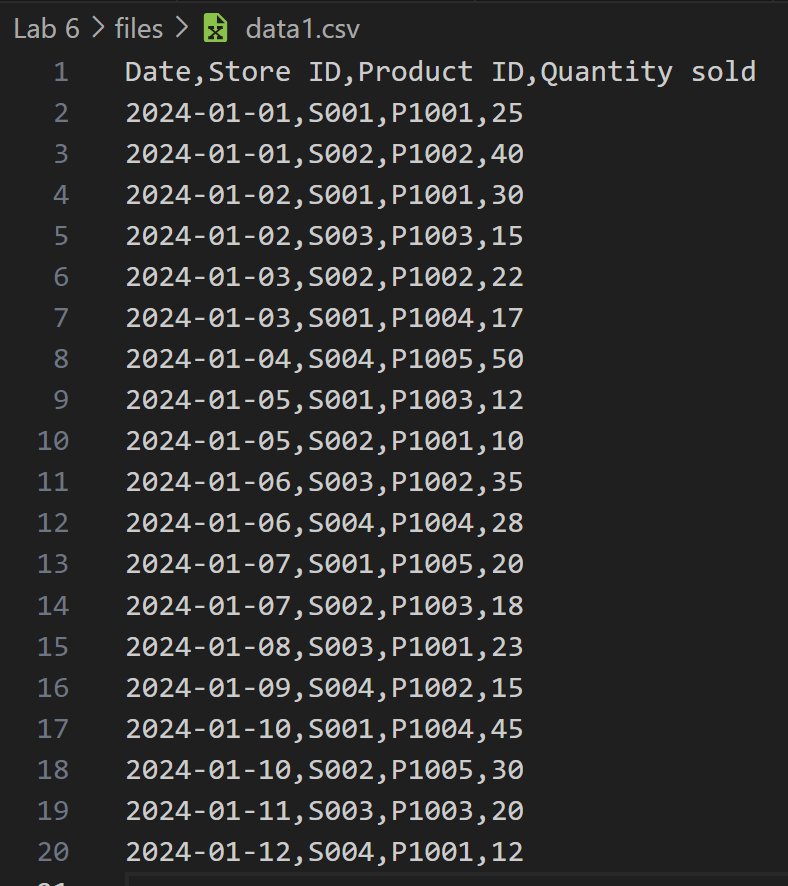 Lab 6 > files > data1.csv
1 Date,Store ID,Product ID,Quantity sold
2 2024-01-01,S001,P1001,25
3 2024-01-01,S002,P1002,40
4 2024-01-02,S001,P1001,30
5 2024-01-02,S003,P1003,15
6 2024-01-03,S002,P1002,22
7 2024-01-03,S001,P1004,17
8 2024-01-04,S004,P1005,50
9 2024-01-05,S001,P1003,12
10 2024-01-05,S002,P1001,10
11 2024-01-06,S003,P1002,35
12 2024-01-06,S004,P1004,28
13 2024-01-07,S001,P1005,20
14 2024-01-07,S002,P1003,18
15 2024-01-08,S003,P1001,23
16 2024-01-09,S004,P1002,15
17 2024-01-10,S001,P1004,45
18 2024-01-10,S002,P1005,30
19 2024-01-11,S003,P1003,20
20 2024-01-12,S004,P1001,12